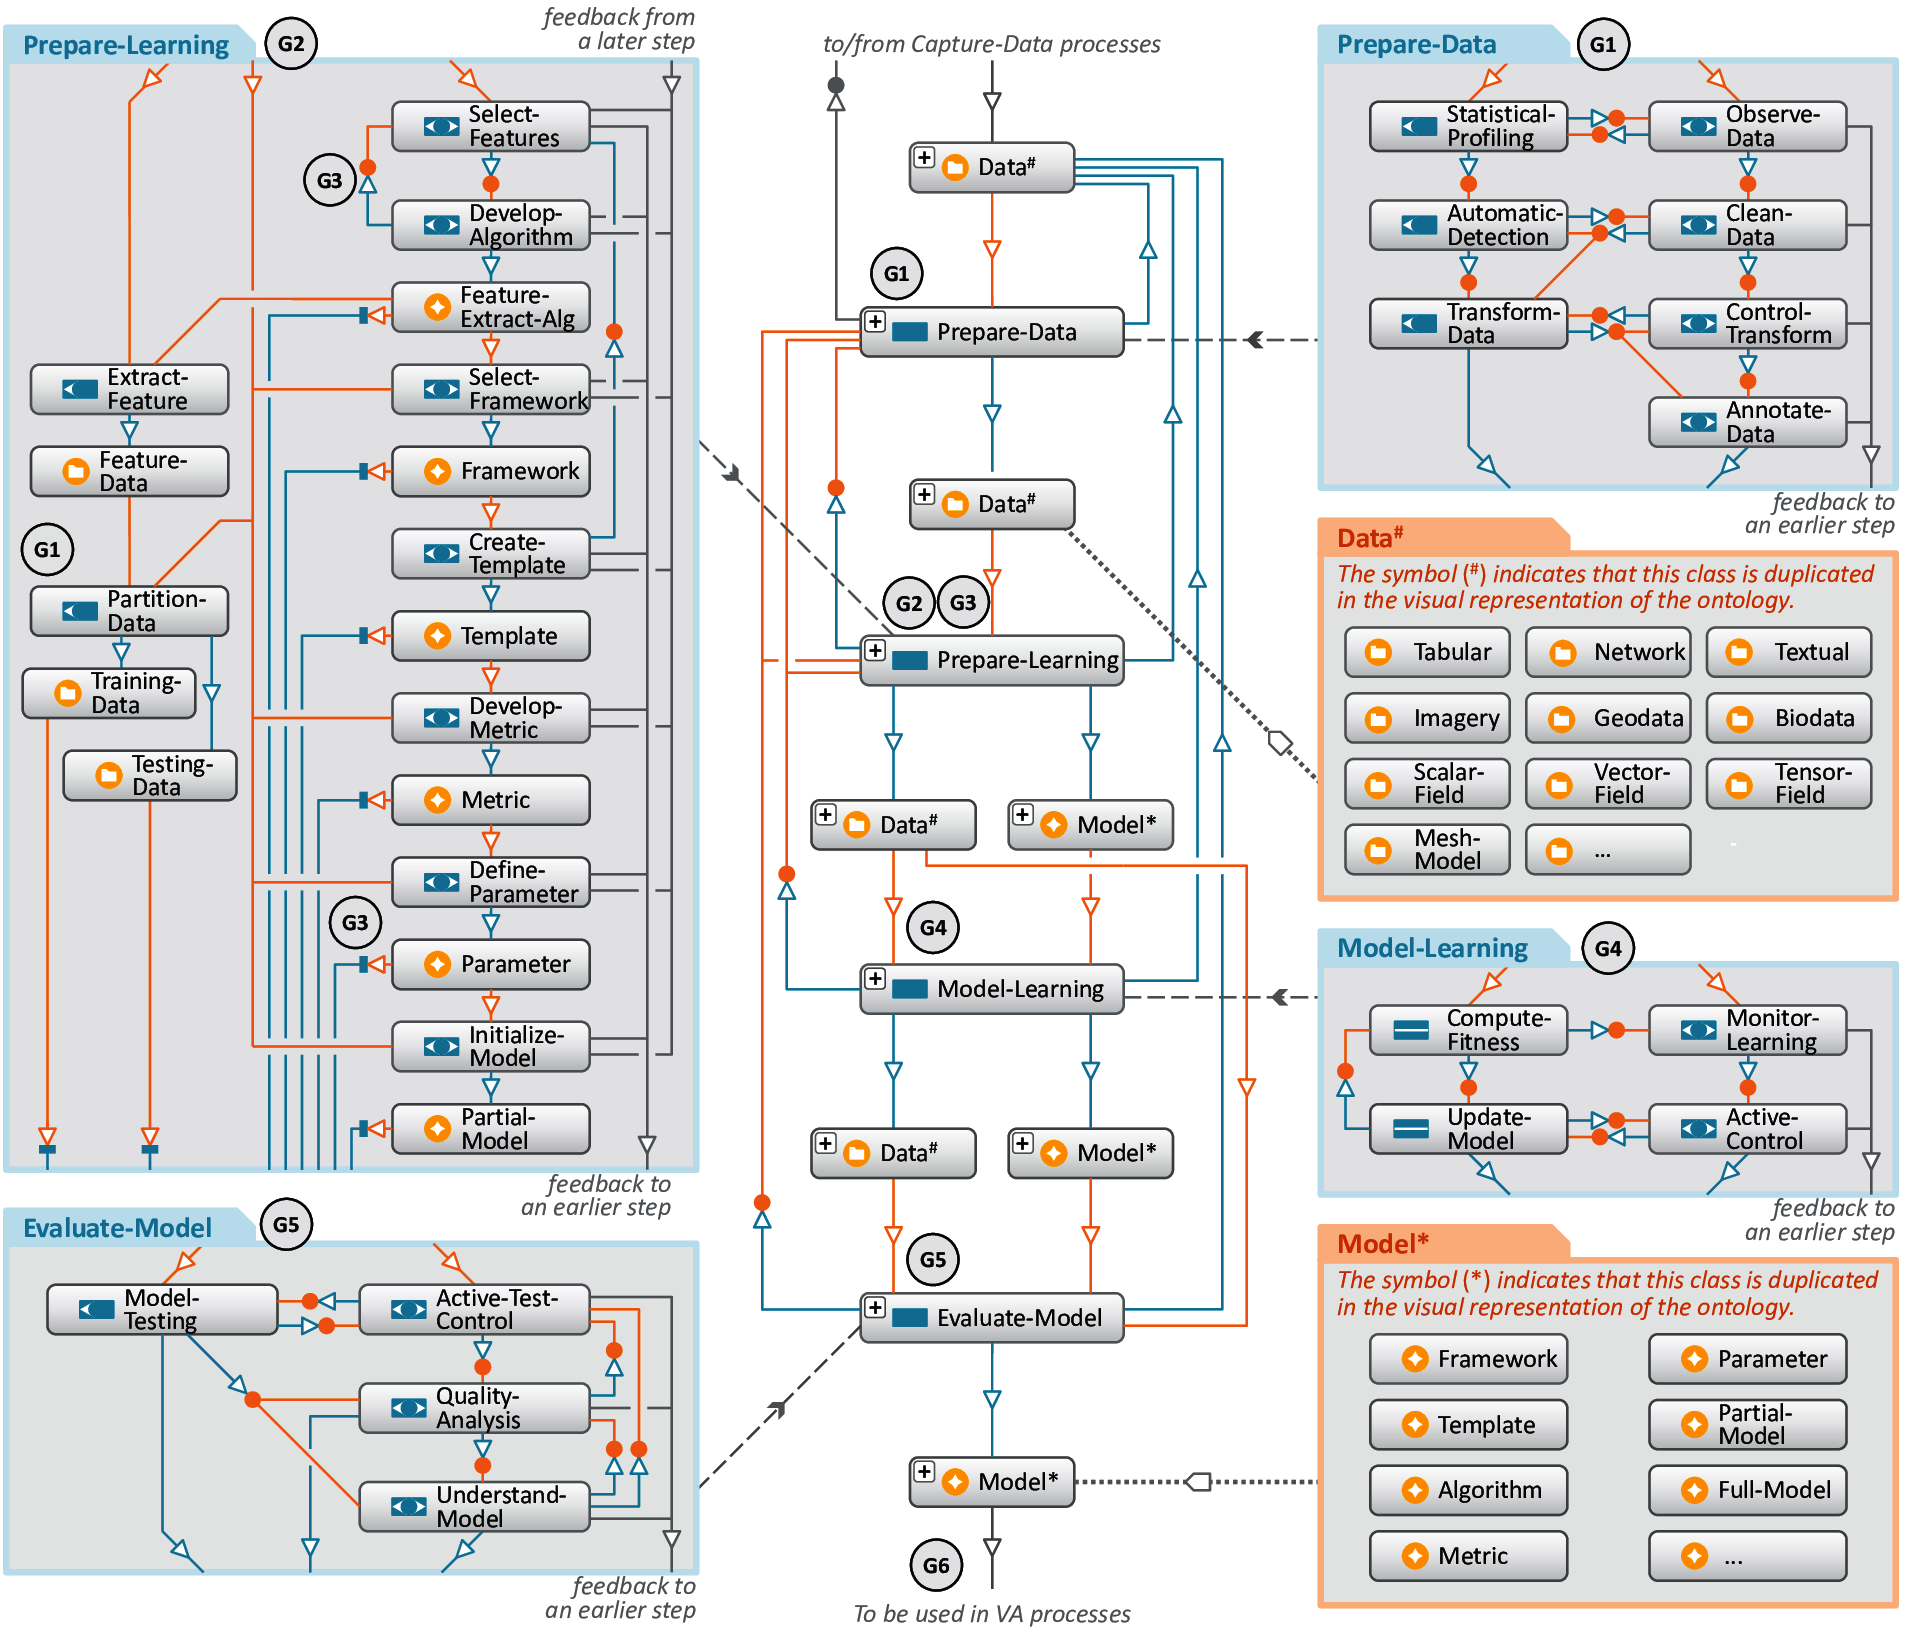 feedback from
a later step
Prepare-Learning
G2
Select-
Features
G3
Develop-
Algorithm
Feature-
Extract-Alg
Extract-
Feature
Select-
Framework
Feature-
Data
Framework
G1
Create-
Template
Partition-
Data
Template
Training-
Data
Develop-
Metric
Testing-
Data
Metric
Define-
Parameter
G3
Parameter
Initialize-
Model
Partial-
Model
feedback to
an earlier step
Evaluate-Model
G5
Model-
Testing
Active-Test-
Control
Quality-
Analysis
Understand-
Model
feedback to
an earlier step
to/from Capture-Data processes
Data#
G1
Prepare-Data
Data#
G2
G3
Prepare-Learning
Data#
Model*
G4
Model-Learning
Data#
Model*
G5
Evaluate-Model
Model*
G6
To be used in VA processes
Prepare-Data
G1
Statistical-
Profiling
Observe-
Data
Automatic-
Detection
Clean-
Data
Transform-
Data
Control-
Transform
Annotate-
Data
feedback to
an earlier step
Data#
The symbol (#) indicates that this class is duplicated
in the visual representation of the ontology.
Tabular
Network
Textual
Imagery
Geodata
Biodata
Scalar-
Field
Vector-
Field
Tensor-
Field
Mesh-
Model
...
Model-Learning
G4
Compute-
Fitness
Monitor-
Learning
Update-
Model
Active-
Control
feedback to
an earlier step
Model*
The symbol (*) indicates that this class is duplicated
in the visual representation of the ontology.
Framework
Parameter
Template
Partial-
Model
Algorithm
Full-Model
Metric
...